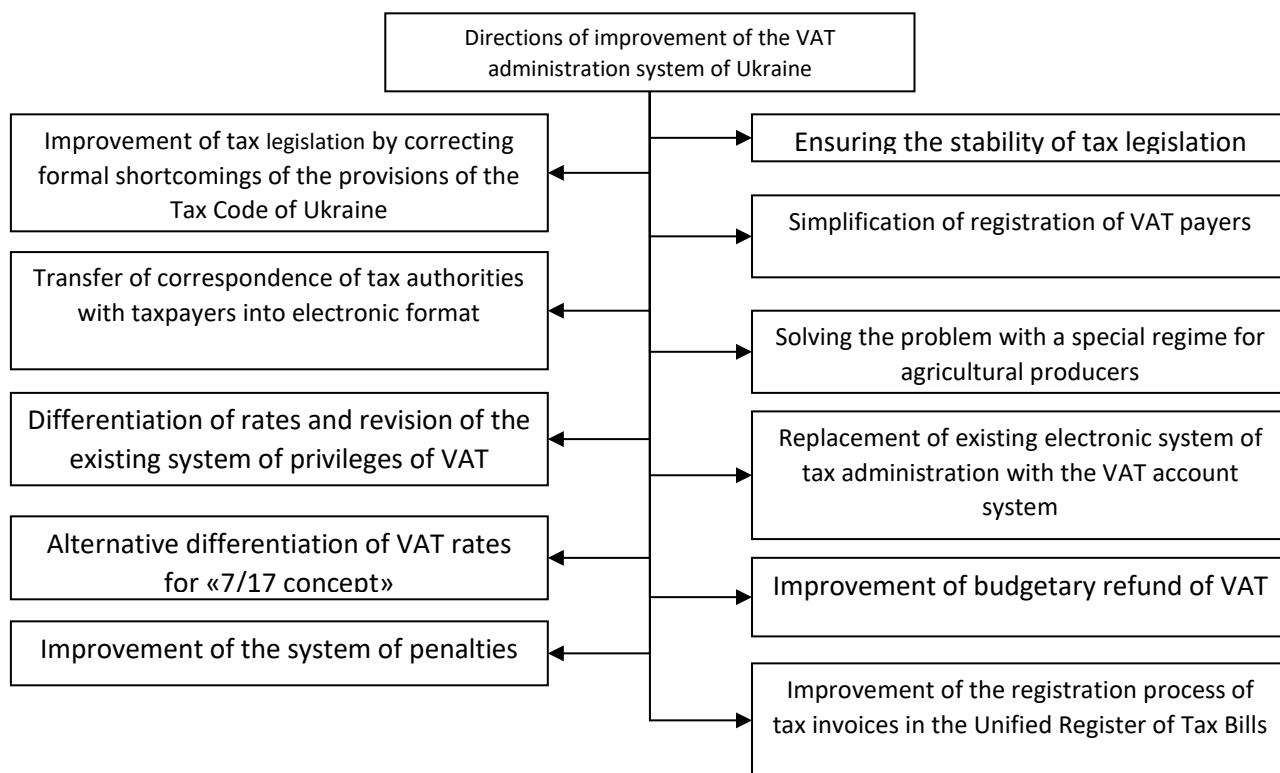 Directions of improvement of the VAT
administration system of Ukraine
Improvement of tax legislation by correcting
formal shortcomings of the provisions of the
Tax Code of Ukraine
Transfer of correspondence of tax authorities
with taxpayers into electronic format
Differentiation of rates and revision of the
existing system of privileges of VAT
Alternative differentiation of VAT rates
for «7/17 concept»
Improvement of the system of penalties
Ensuring the stability of tax legislation
Simplification of registration of VAT payers
Solving the problem with a special regime for
agricultural producers
Replacement of existing electronic system of
tax administration with the VAT account
system
Improvement of budgetary refund of VAT
Improvement of the registration process of
tax invoices in the Unified Register of Tax Bills